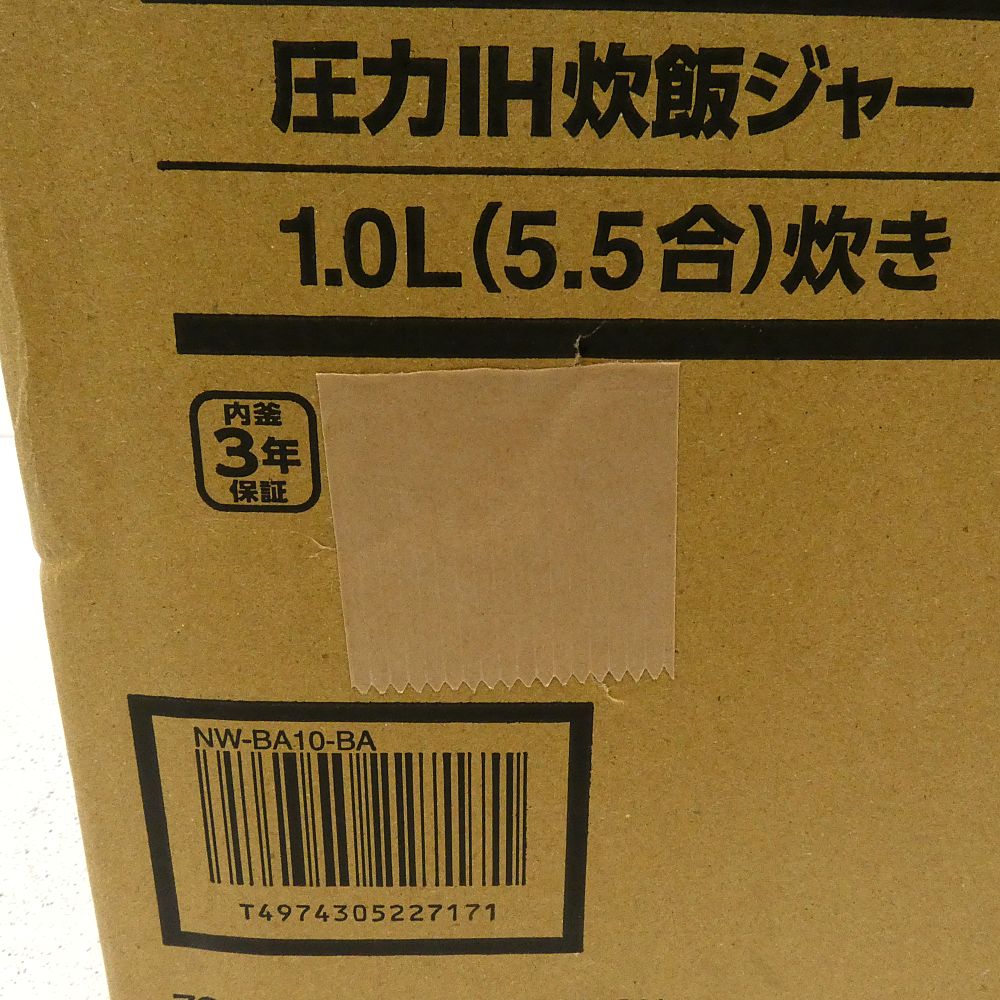 圧力IH炊飯ジャー
1.0L(5.5合)炊き
内釜
3年
保証
NW-BA10-BA
T4974305227171